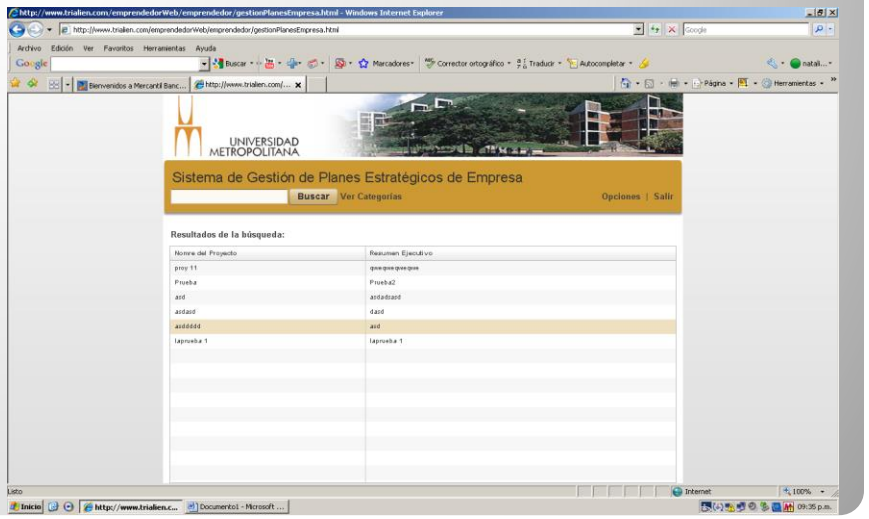 http://www.trialien.com/emprendedorWeb/emprendedor/gestionPlanesEmpresa.html - Windows Internet Explorer
http://www.trialien.com/emprendedorWeb/emprendedor/gestionPlanesEmpresa.html
Google
Archivo Edición Ver Favoritos Herramientas Ayuda
Google Buscar Marcadores Corrector ortográfico Traducir Autocompletar natali...
Bienvenidos a Mercantil Banc... http://www.trialien.com/... Página Herramientas
UNIVERSIDAD
METROPOLITANA
Sistema de Gestión de Planes Estratégicos de Empresa
Buscar Ver Categorías Opciones | Salir
Resultados de la búsqueda:
Nomre del Proyecto Resumen Ejecutivo
proy 11 qweqweqweqwe
Prueba Prueba2
asd asdadsasd
asdasd dasd
asddddd asd
laprueba 1 laprueba 1
Listo Internet 100%
Inicio http://www.trialien.c... Documento1 - Microsoft ... 09:35 p.m.